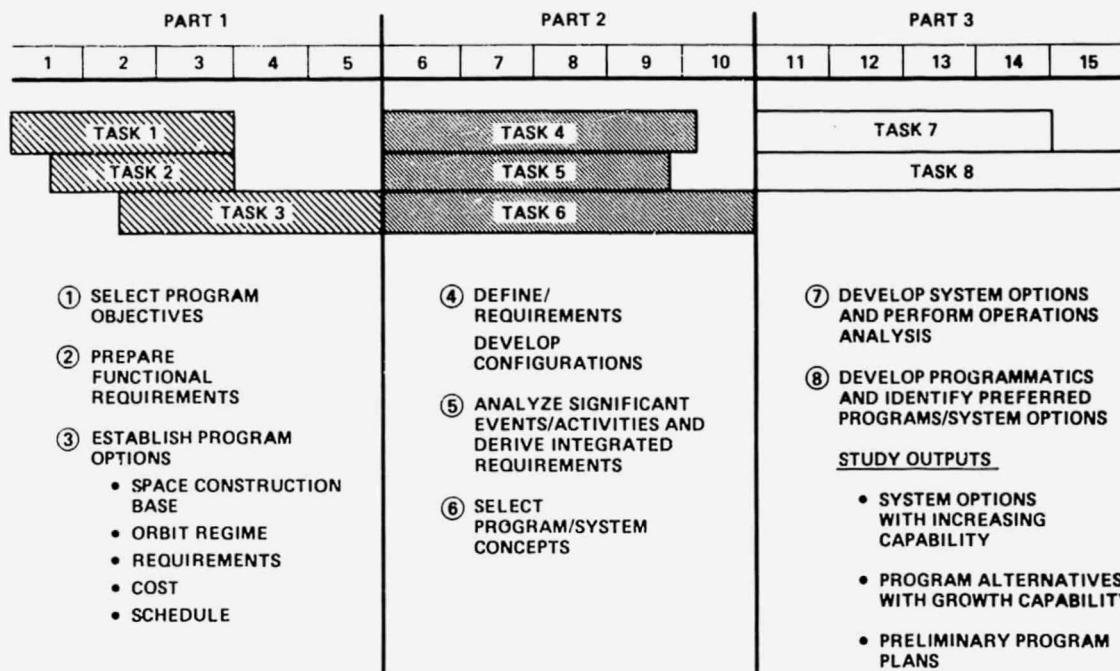 PART 1 PART 2 PART 3
1 2 3 4 5 6 7 8 9 10 11 12 13 14 15
TASK 1 TASK 4 TASK 7
TASK 2 TASK 5 TASK 8
TASK 3 TASK 6
1 SELECT PROGRAM
OBJECTIVES
2 PREPARE
FUNCTIONAL
REQUIREMENTS
3 ESTABLISH PROGRAM
OPTIONS
• SPACE CONSTRUCTION
BASE
• ORBIT REGIME
• REQUIREMENTS
• COST
• SCHEDULE
4 DEFINE/
REQUIREMENTS
DEVELOP
CONFIGURATIONS
5 ANALYZE SIGNIFICANT
EVENTS/ACTIVITIES AND
DERIVE INTEGRATED
REQUIREMENTS
6 SELECT
PROGRAM/SYSTEM
CONCEPTS
7 DEVELOP SYSTEM OPTIONS
AND PERFORM OPERATIONS
ANALYSIS
8 DEVELOP PROGRAMMATICS
AND IDENTIFY PREFERRED
PROGRAMS/SYSTEM OPTIONS
STUDY OUTPUTS
• SYSTEM OPTIONS
WITH INCREASING
CAPABILITY
• PROGRAM ALTERNATIVES
WITH GROWTH CAPABILITY
• PRELIMINARY PROGRAM
PLANS